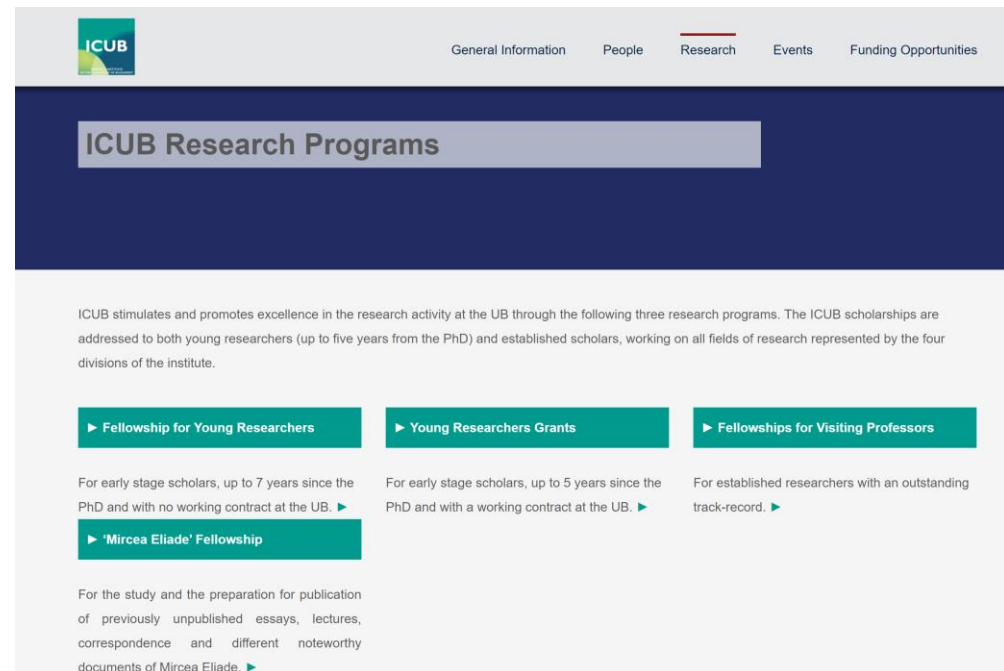 ICUB
General Information People Research Events Funding Opportunities
ICUB Research Programs
ICUB stimulates and promotes excellence in the research activity at the UB through the following three research programs. The ICUB scholarships are
addressed to both young researchers (up to five years from the PhD) and established scholars, working on all fields of research represented by the four
divisions of the institute.
► Fellowship for Young Researchers
For early stage scholars, up to 7 years since the
PhD and with no working contract at the UB. ►
► Young Researchers Grants
For early stage scholars, up to 5 years since the
PhD and with a working contract at the UB. ►
► Fellowships for Visiting Professors
For established researchers with an outstanding
track-record. ►
► ‘Mircea Eliade’ Fellowship
For the study and the preparation for publication
of previously unpublished essays, lectures,
correspondence and different noteworthy
documents of Mircea Eliade. ►